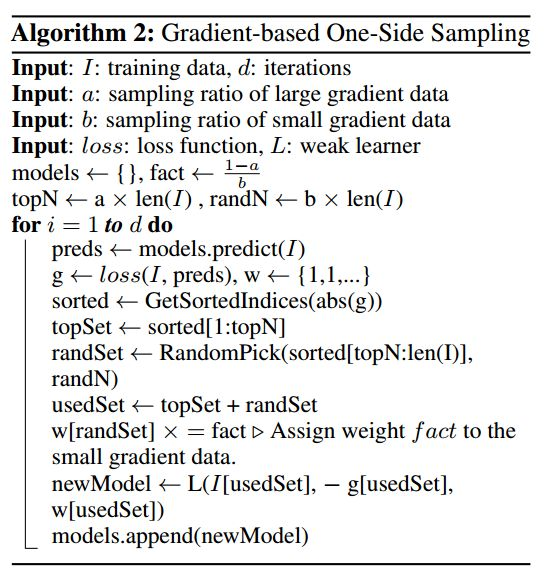 Algorithm 2: Gradient-based One-Side Sampling
Input: I: training data, d: iterations
Input: a: sampling ratio of large gradient data
Input: b: sampling ratio of small gradient data
Input: loss: loss function, L: weak learner
models ← {}, fact ← \frac{1-a}{b}
topN ← a × len(I) , randN ← b × len(I)
for i = 1 to d do
preds ← models.predict(I)
g ← loss(I, preds), w ← {1,1,...}
sorted ← GetSortedIndices(abs(g))
topSet ← sorted[1:topN]
randSet ← RandomPick(sorted[topN:len(I)],
randN)
usedSet ← topSet + randSet
w[randSet] × = fact ▷ Assign weight fact to the
small gradient data.
newModel ← L(I[usedSet], − g[usedSet],
w[usedSet])
models.append(newModel)